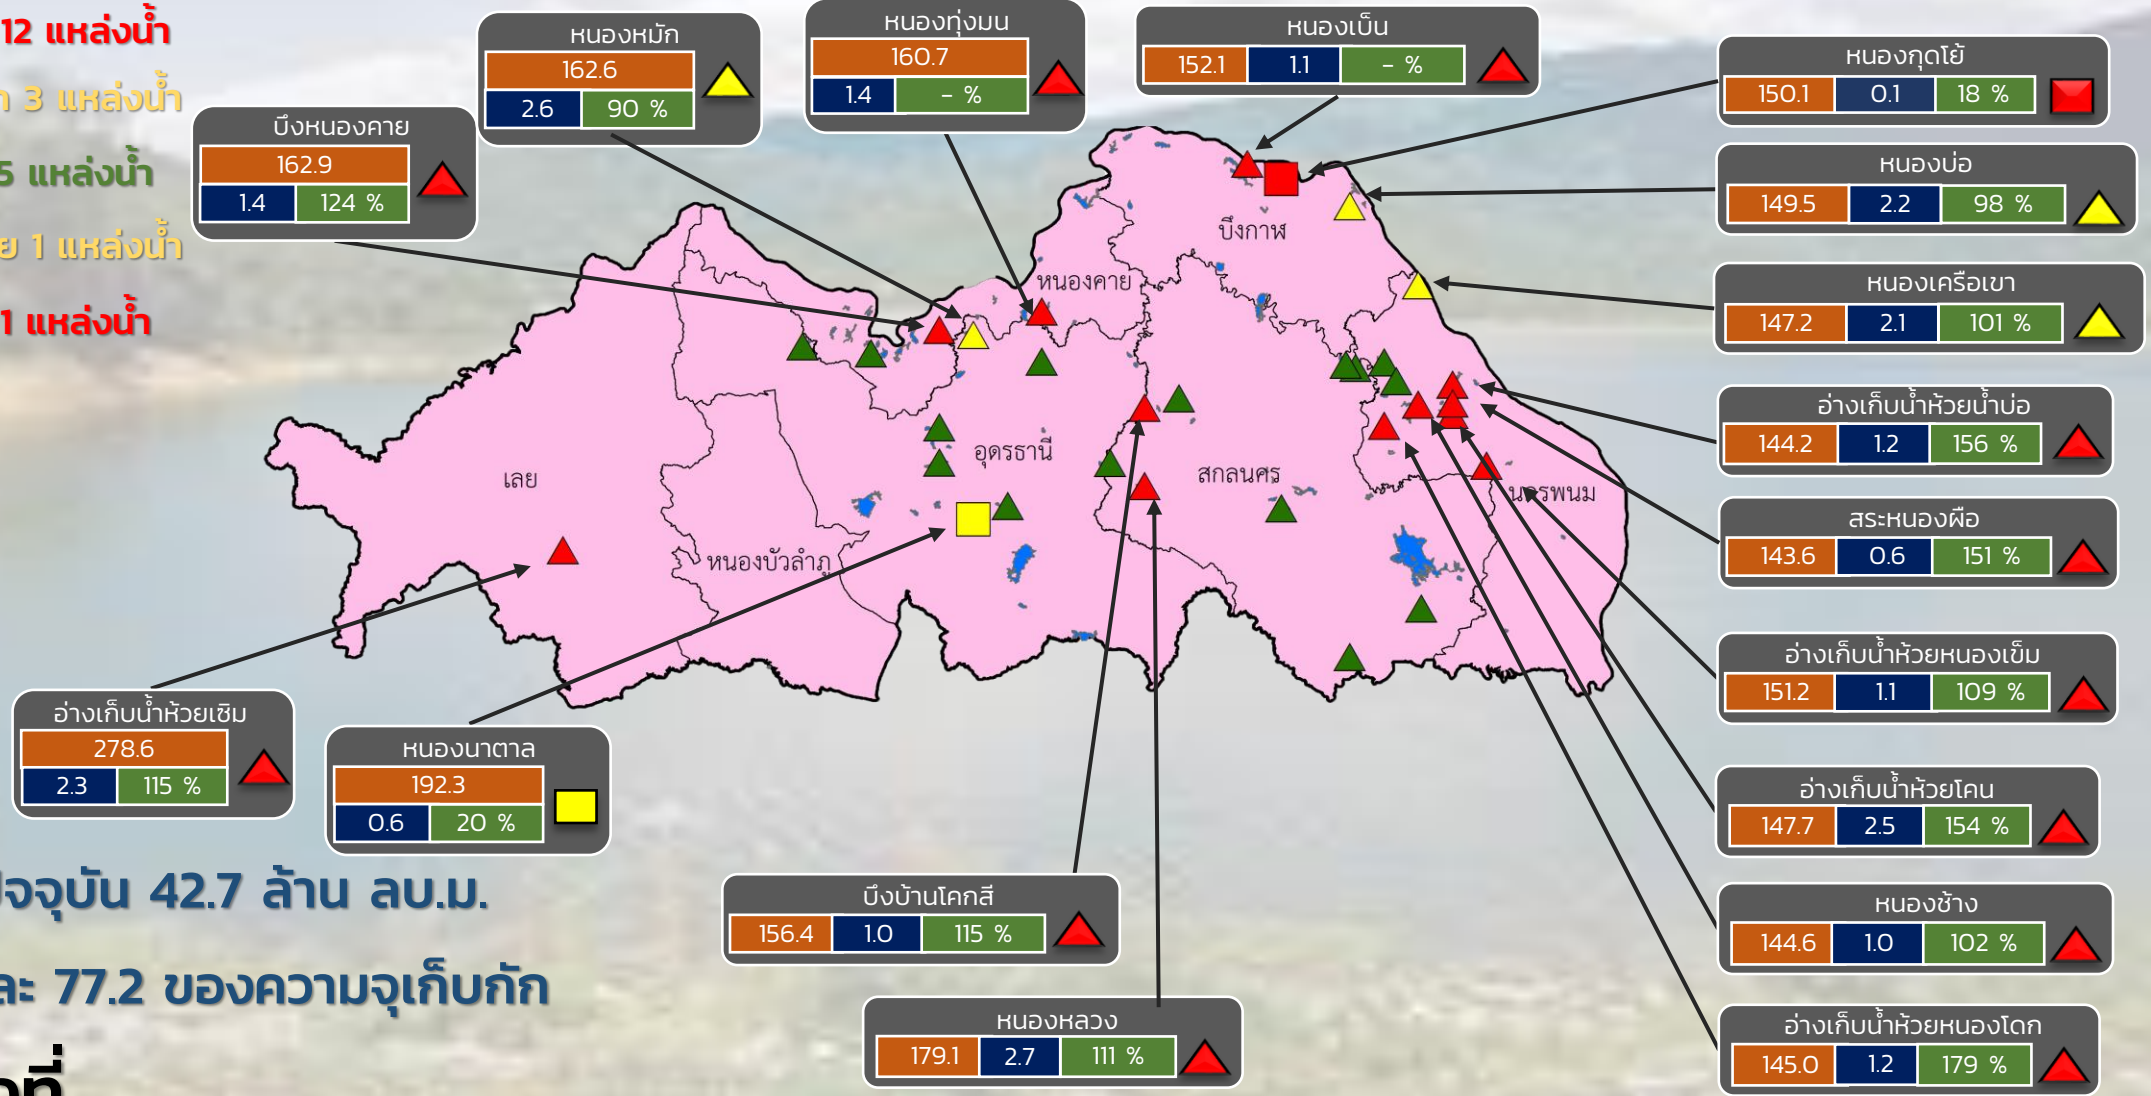 12 แหล่งน้ำ
3 แหล่งน้ำ
5 แหล่งน้ำ
1 แหล่งน้ำ
1 แหล่งน้ำ
หนองหมัก
162.6
2.6 90 %
หนองทุ่งมน
160.7
1.4 - %
หนองเบ็น
152.1 1.1 - %
หนองกุดโย้
150.1 0.1 18 %
บึงหนองคาย
162.9
1.4 124 %
หนองบ่อ
149.5 2.2 98 %
หนองเครือเขา
147.2 2.1 101 %
อ่างเก็บน้ำห้วยน้ำบ่อ
144.2 1.2 156 %
สระหนองผือ
143.6 0.6 151 %
อ่างเก็บน้ำห้วยหนองเข็ม
151.2 1.1 109 %
อ่างเก็บน้ำห้วยโคน
147.7 2.5 154 %
หนองช้าง
144.6 1.0 102 %
อ่างเก็บน้ำห้วยหนองโดก
145.0 1.2 179 %
บึงกาฬ
หนองคาย
เลย
อุดรธานี
สกลนคร
นครพนม
หนองบัวลำภู
อ่างเก็บน้ำห้วยเซิม
278.6
2.3 115 %
หนองนาตาล
192.3
0.6 20 %
บึงบ้านโคกสี
156.4 1.0 115 %
หนองหลวง
179.1 2.7 111 %
ปัจจุบัน 42.7 ล้าน ลบ.ม.
ละ 77.2 ของความจุเก็บกัก